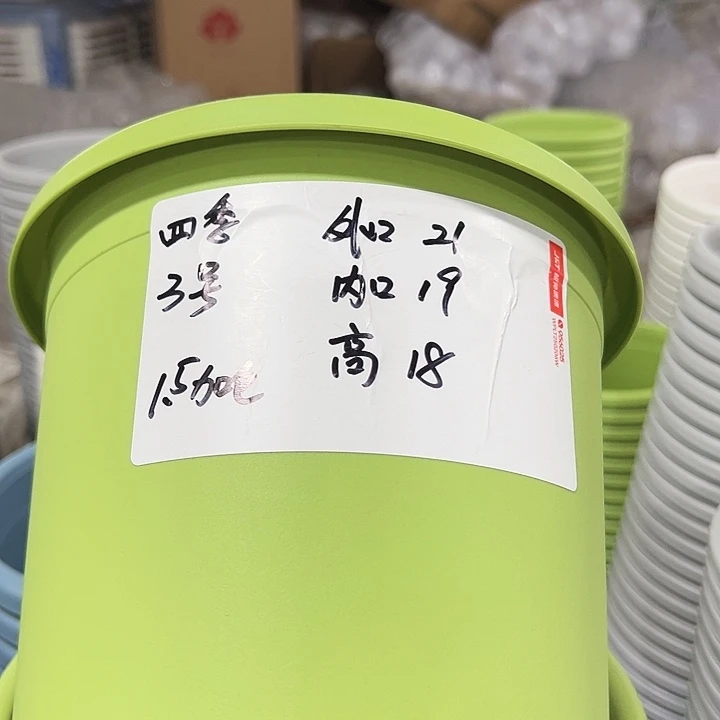 四季 外口 21
3号 内口 19
高 18
1.5加仑